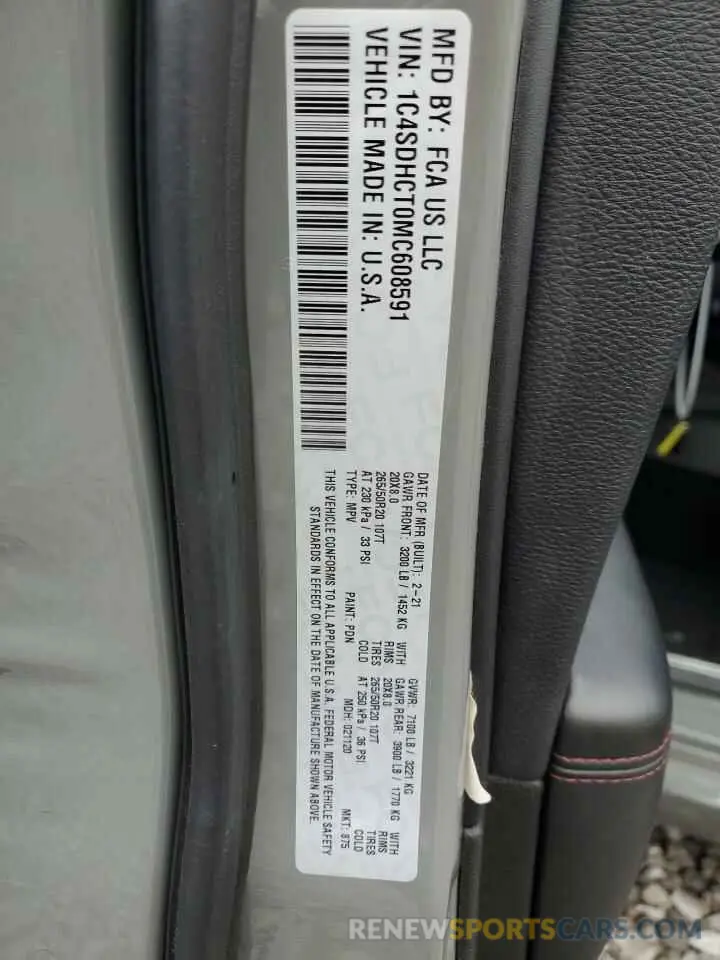 MFD BY: FCA US LLC
VIN: 1C4SDHCT0MC608591
VEHICLE MADE IN: U.S.A.
DATE OF MFR (BUILT): 2-21 GVWR: 7100 LB / 3221 KG
GAWR FRONT: 3200 LB / 1452 KG WITH GAWR REAR: 3900 LB / 1770 KG WITH
20X8.0 RIMS 20X8.0 RIMS
265/50R20 107T TIRES 265/50R20 107T TIRES
AT 230 kPa / 33 PSI COLD AT 250 kPa / 36 PSI COLD
TYPE: MPV PAINT: PDN MDH: 021120 MKT: 875
THIS VEHICLE CONFORMS TO ALL APPLICABLE U.S.A. FEDERAL MOTOR VEHICLE SAFETY
STANDARDS IN EFFECT ON THE DATE OF MANUFACTURE SHOWN ABOVE.
RENEWSPORTSCARS.COM